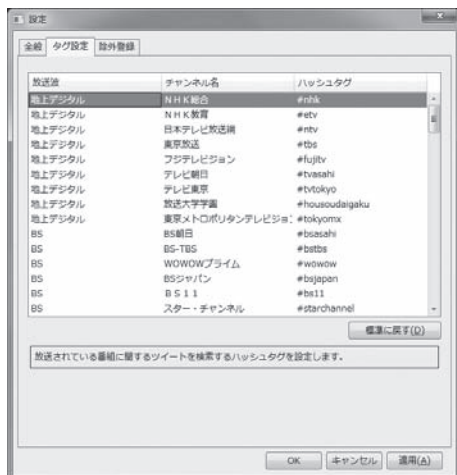 設定
全般 タグ設定 除外登録
放送波 チャンネル名 ハッシュタグ
地上デジタル NHK総合 #nhk
地上デジタル NHK教育 #etv
地上デジタル 日本テレビ放送網 #ntv
地上デジタル 東京放送 #tbs
地上デジタル フジテレビジョン #fujitv
地上デジタル テレビ朝日 #tvasahi
地上デジタル テレビ東京 #tvtokyo
地上デジタル 放送大学学園 #housoudaigaku
地上デジタル 東京メトロポリタンテレビジョ #tokyomx
BS BS朝日 #bsasahi
BS BS-TBS #bstbs
BS WOWOWプライム #wowow
BS BSジャパン #bsjapan
BS BS11 #bs11
BS スター・チャンネル #starchannel
標準に戻す(D)
放送されている番組に関するツイートを検索するハッシュタグを設定します。
OK キャンセル 適用(A)